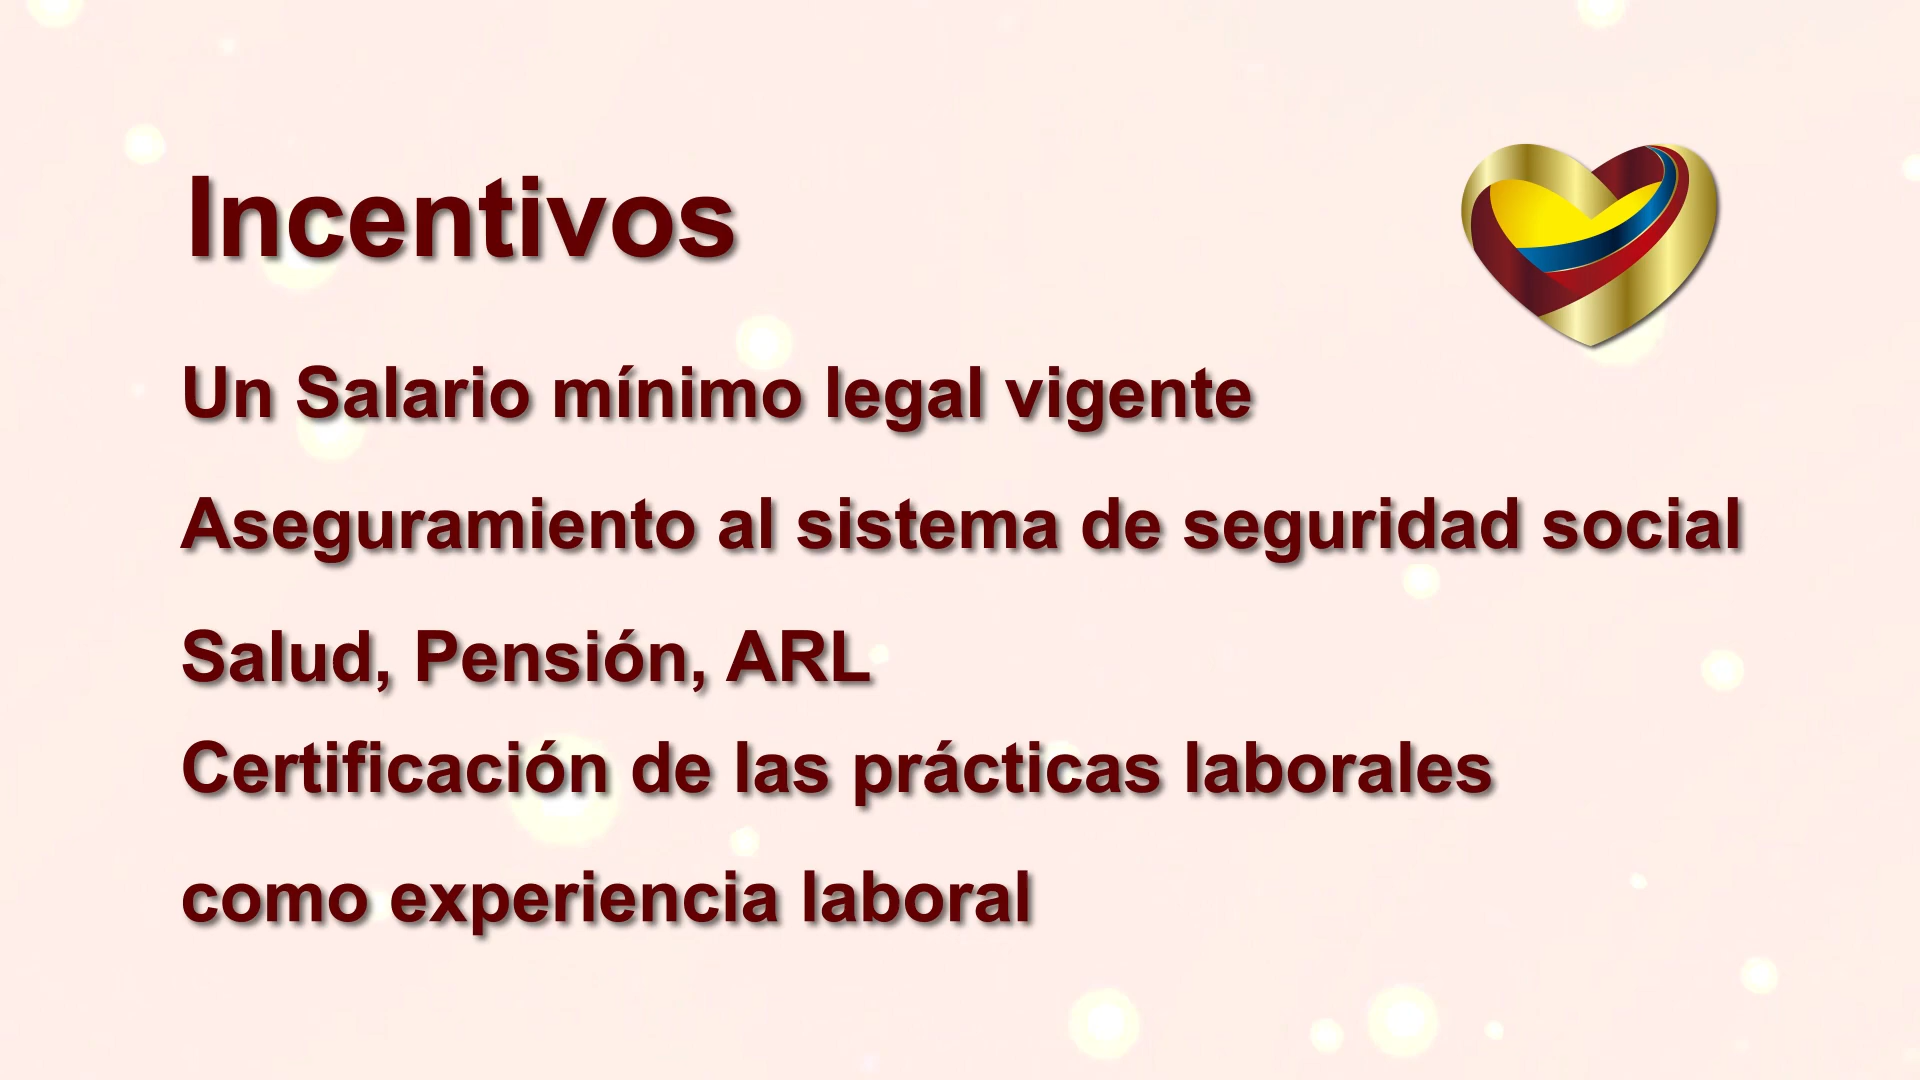 Incentivos
Un Salario mínimo legal vigente
Aseguramiento al sistema de seguridad social
Salud, Pensión, ARL
Certificación de las prácticas laborales
como experiencia laboral